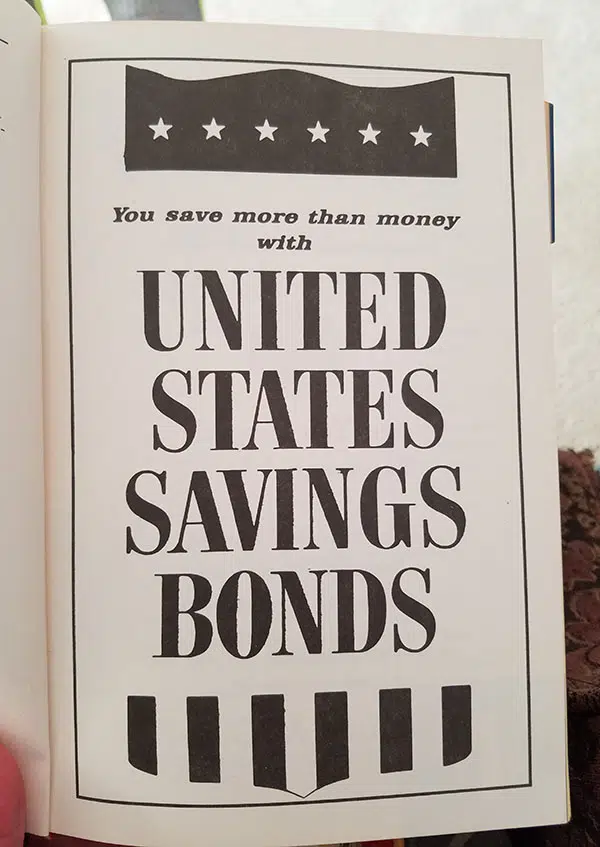 You save more than money
with
UNITED
STATES
SAVINGS
BONDS